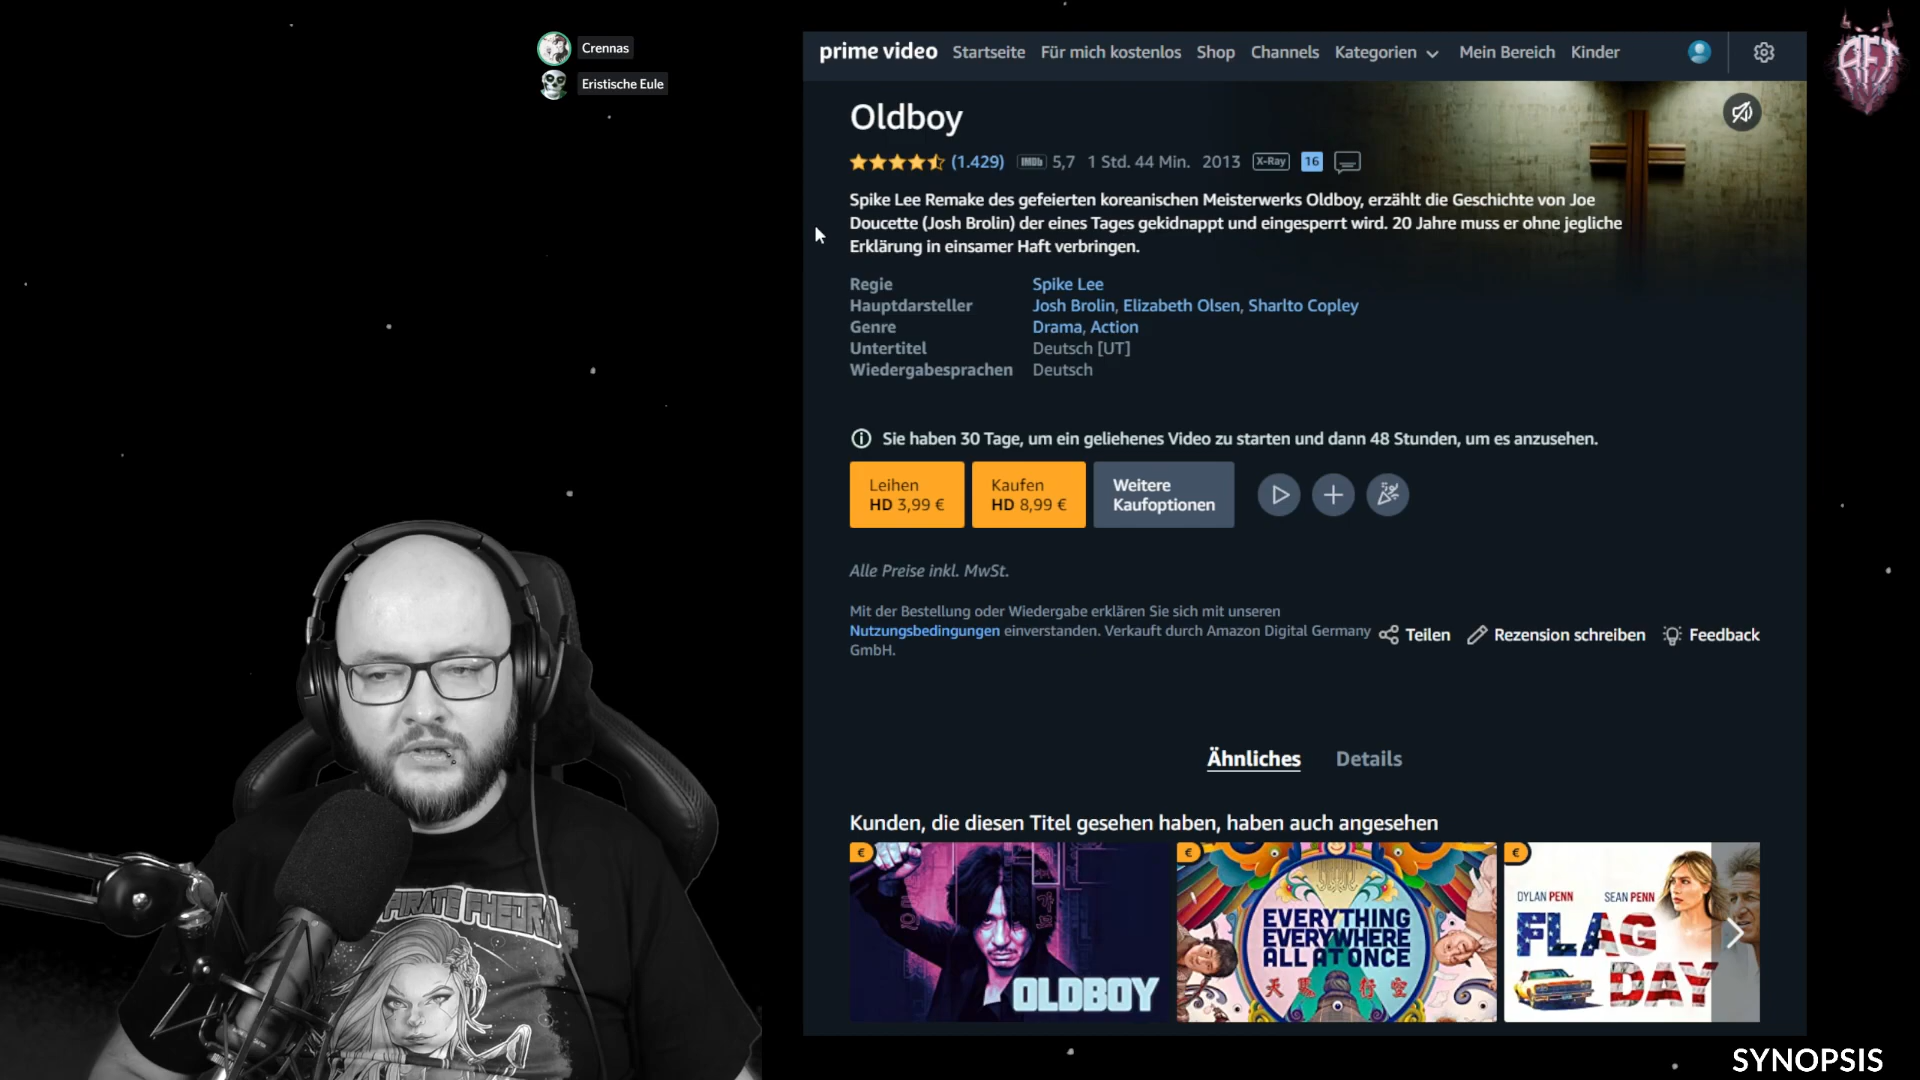 Crennas
Eristische Eule
prime video Startseite Für mich kostenlos Shop Channels Kategorien Mein Bereich Kinder
AFT
Oldboy
(1.429) IMDb 5,7 1 Std. 44 Min. 2013 X-Ray 16
Spike Lee Remake des gefeierten koreanischen Meisterwerks Oldboy, erzählt die Geschichte von Joe
Doucette (Josh Brolin) der eines Tages gekidnappt und eingesperrt wird. 20 Jahre muss er ohne jegliche
Erklärung in einsamer Haft verbringen.
Regie Spike Lee
Hauptdarsteller Josh Brolin, Elizabeth Olsen, Sharlto Copley
Genre Drama, Action
Untertitel Deutsch [UT]
Wiedergabesprachen Deutsch
Sie haben 30 Tage, um ein geliehenes Video zu starten und dann 48 Stunden, um es anzusehen.
Leihen
HD 3,99 €
Kaufen
HD 8,99 €
Weitere
Kaufoptionen
Alle Preise inkl. MwSt.
Mit der Bestellung oder Wiedergabe erklären Sie sich mit unseren
Nutzungsbedingungen einverstanden. Verkauft durch Amazon Digital Germany
GmbH.
Teilen Rezension schreiben Feedback
Ähnliches Details
Kunden, die diesen Titel gesehen haben, haben auch angesehen
€
OLDBOY
€
EVERYTHING
EVERYWHERE
ALL AT ONCE
€
DYLAN PENN SEAN PENN
FLAG
DAY
PIRATE
SYNOPSIS